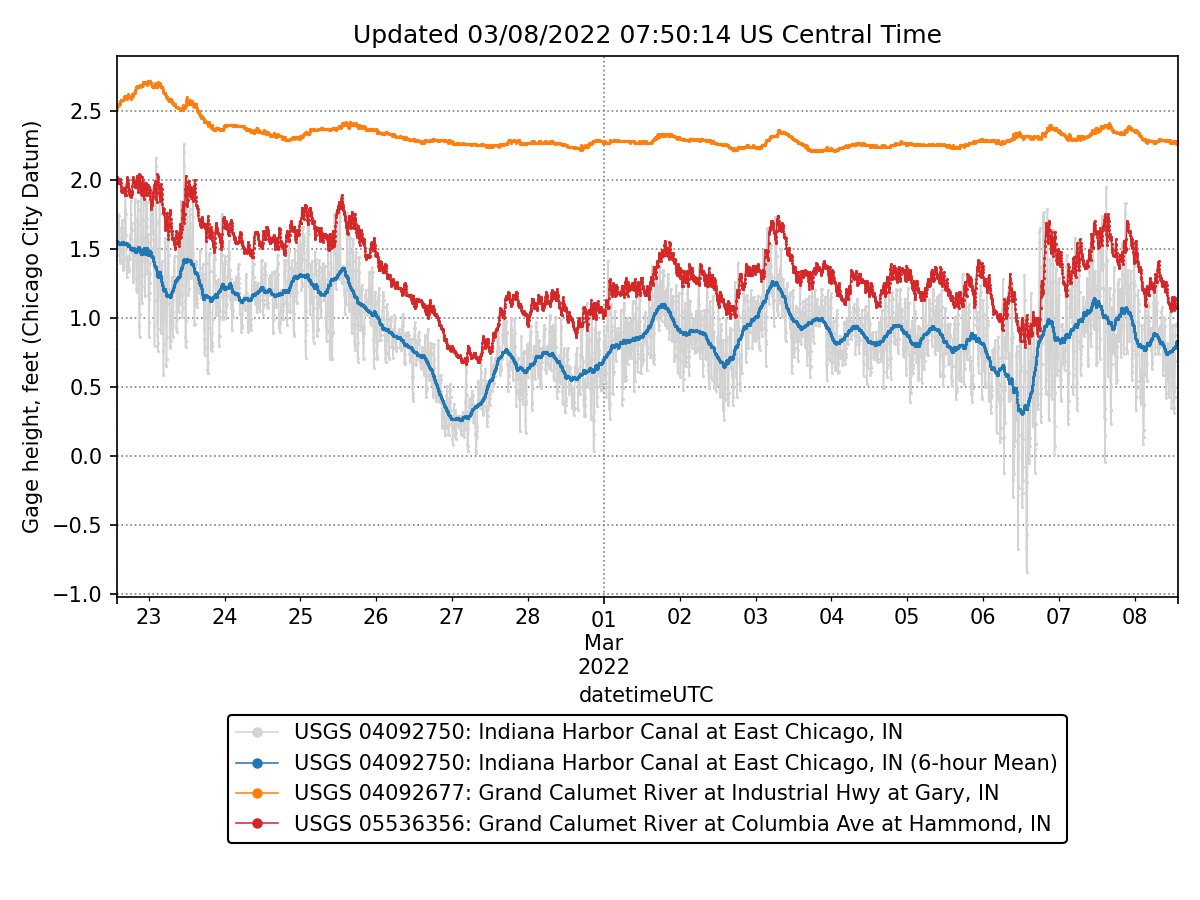 Updated 03/08/2022 07:50:14 US Central Time
Gage height, feet (Chicago City Datum)
2.5
2.0
1.5
1.0
0.5
0.0
−0.5
−1.0
23 24 25 26 27 28 01 02 03 04 05 06 07 08
Mar
2022
datetimeUTC
USGS 04092750: Indiana Harbor Canal at East Chicago, IN
USGS 04092750: Indiana Harbor Canal at East Chicago, IN (6-hour Mean)
USGS 04092677: Grand Calumet River at Industrial Hwy at Gary, IN
USGS 05536356: Grand Calumet River at Columbia Ave at Hammond, IN